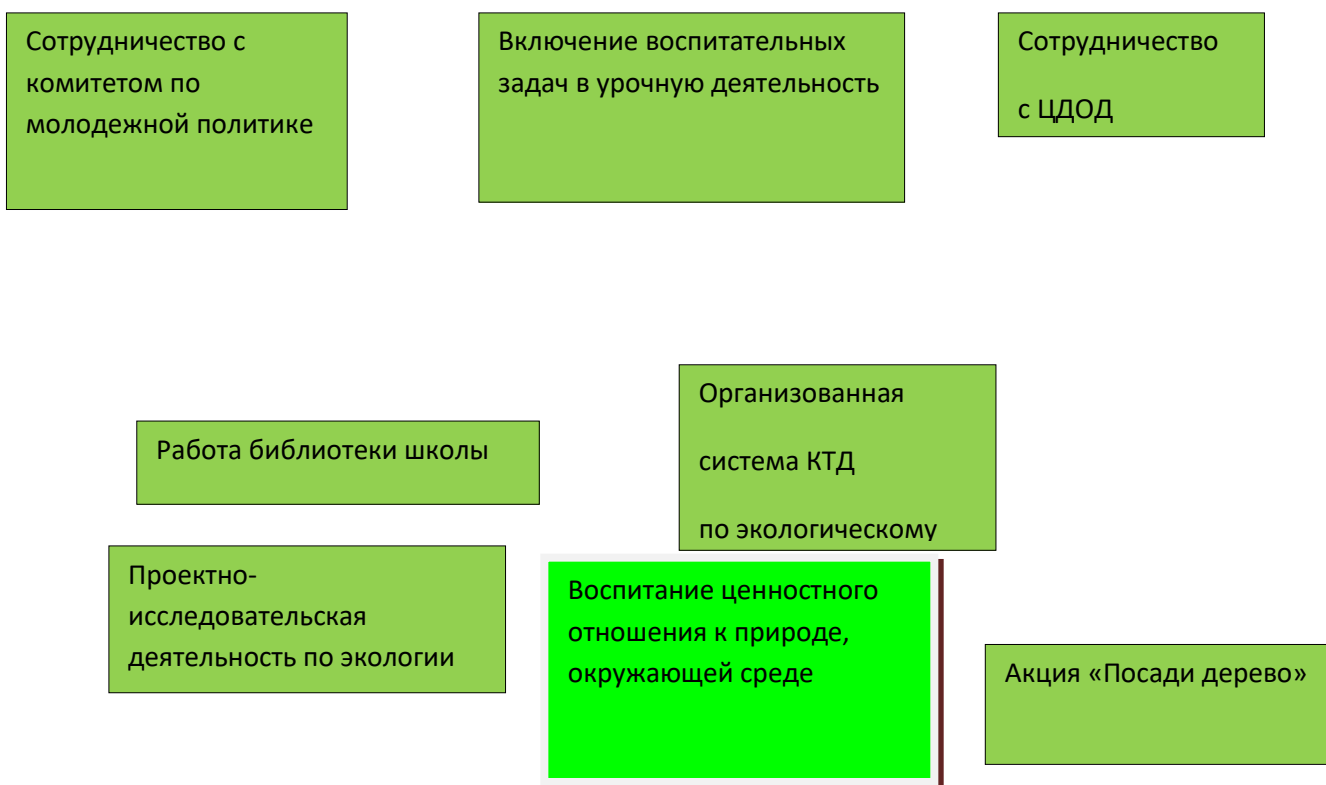 Сотрудничество с
комитетом по
молодежной политике
Включение воспитательных
задач в урочную деятельность
Сотрудничество
с ЦДОД
Организованная
система КТД
по экологическому
Работа библиотеки школы
Проектно-
исследовательская
деятельность по экологии
Воспитание ценностного
отношения к природе,
окружающей среде
Акция «Посади дерево»